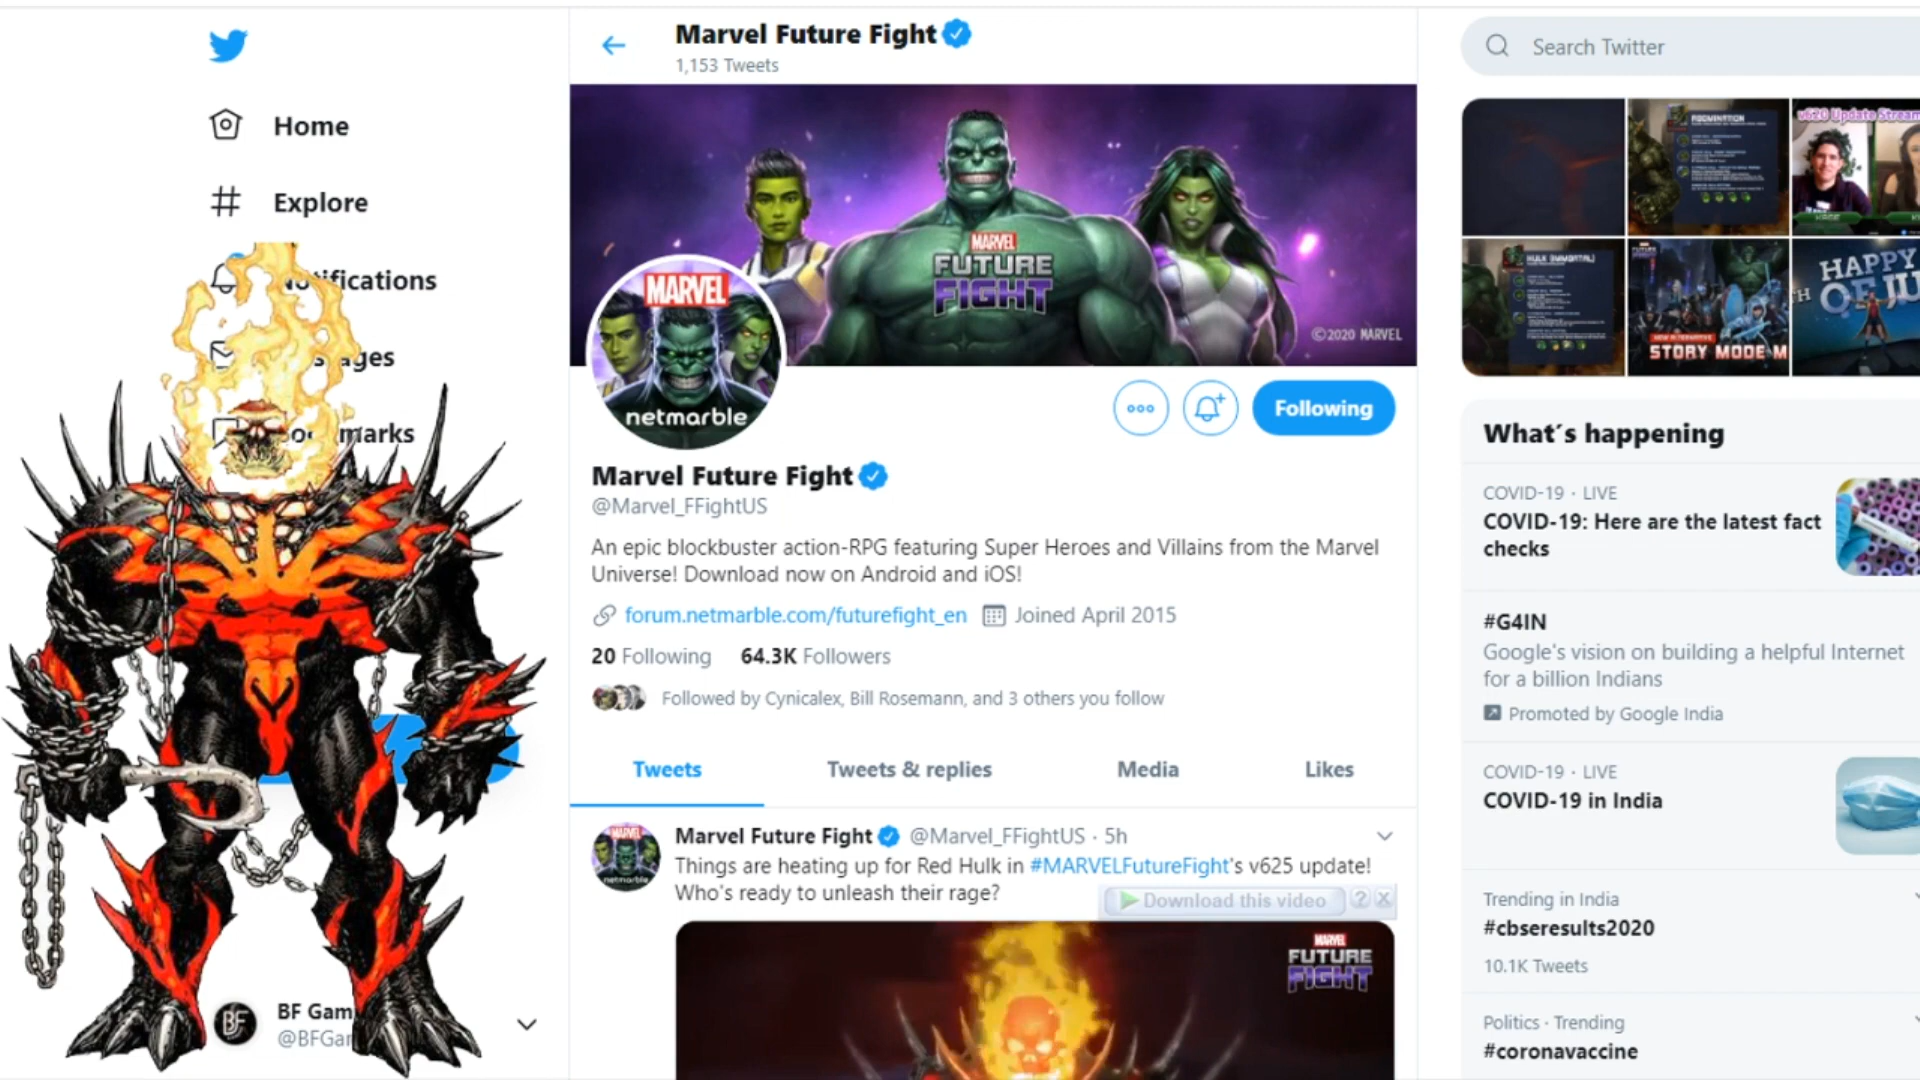 Home
Explore
Notifications
Messages
Bookmarks
BF Gam
@BFGar
Marvel Future Fight
1,153 Tweets
MARVEL
FUTURE
FIGHT
©2020 MARVEL
MARVEL
netmarble
Following
Marvel Future Fight
@Marvel_FFightUS
An epic blockbuster action-RPG featuring Super Heroes and Villains from the Marvel
Universe! Download now on Android and iOS!
forum.netmarble.com/futurefight_en Joined April 2015
20 Following 64.3K Followers
Followed by Cynicalex, Bill Rosemann, and 3 others you follow
Tweets Tweets & replies Media Likes
MARVEL
netmarble
Marvel Future Fight @Marvel_FFightUS · 5h
Things are heating up for Red Hulk in #MARVELFutureFight's v625 update!
Who's ready to unleash their rage?
Download this video ? X
MARVEL
FUTURE
FIGHT
Search Twitter
ABOMINATION
v620 Update Stream
HULK (IMMORTAL)
STORY MODE M
HAPPY
TH OF JU
What's happening
COVID-19 · LIVE
COVID-19: Here are the latest fact
checks
#G4IN
Google's vision on building a helpful Internet
for a billion Indians
Promoted by Google India
COVID-19 · LIVE
COVID-19 in India
Trending in India
#cbseresults2020
10.1K Tweets
Politics · Trending
#coronavaccine